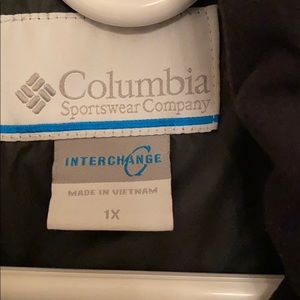 Columbia
Sportswear Company
INTERCHANGE
MADE IN VIETNAM
1X